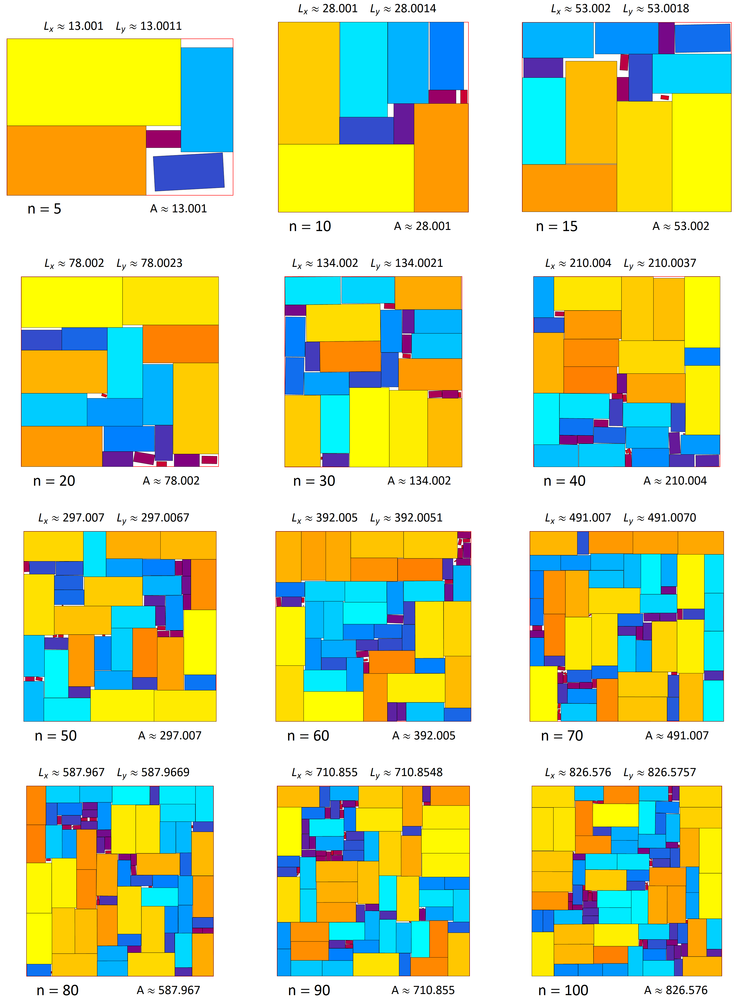 Lx ≈ 13.001 Ly ≈ 13.0011 Lx ≈ 28.001 Ly ≈ 28.0014 Lx ≈ 53.002 Ly ≈ 53.0018
n = 5 A ≈ 13.001 n = 10 A ≈ 28.001 n = 15 A ≈ 53.002
Lx ≈ 78.002 Ly ≈ 78.0023 Lx ≈ 134.002 Ly ≈ 134.0021 Lx ≈ 210.004 Ly ≈ 210.0037
n = 20 A ≈ 78.002 n = 30 A ≈ 134.002 n = 40 A ≈ 210.004
Lx ≈ 297.007 Ly ≈ 297.0067 Lx ≈ 392.005 Ly ≈ 392.0051 Lx ≈ 491.007 Ly ≈ 491.0070
n = 50 A ≈ 297.007 n = 60 A ≈ 392.005 n = 70 A ≈ 491.007
Lx ≈ 587.967 Ly ≈ 587.9669 Lx ≈ 710.855 Ly ≈ 710.8548 Lx ≈ 826.576 Ly ≈ 826.5757
n = 80 A ≈ 587.967 n = 90 A ≈ 710.855 n = 100 A ≈ 826.576